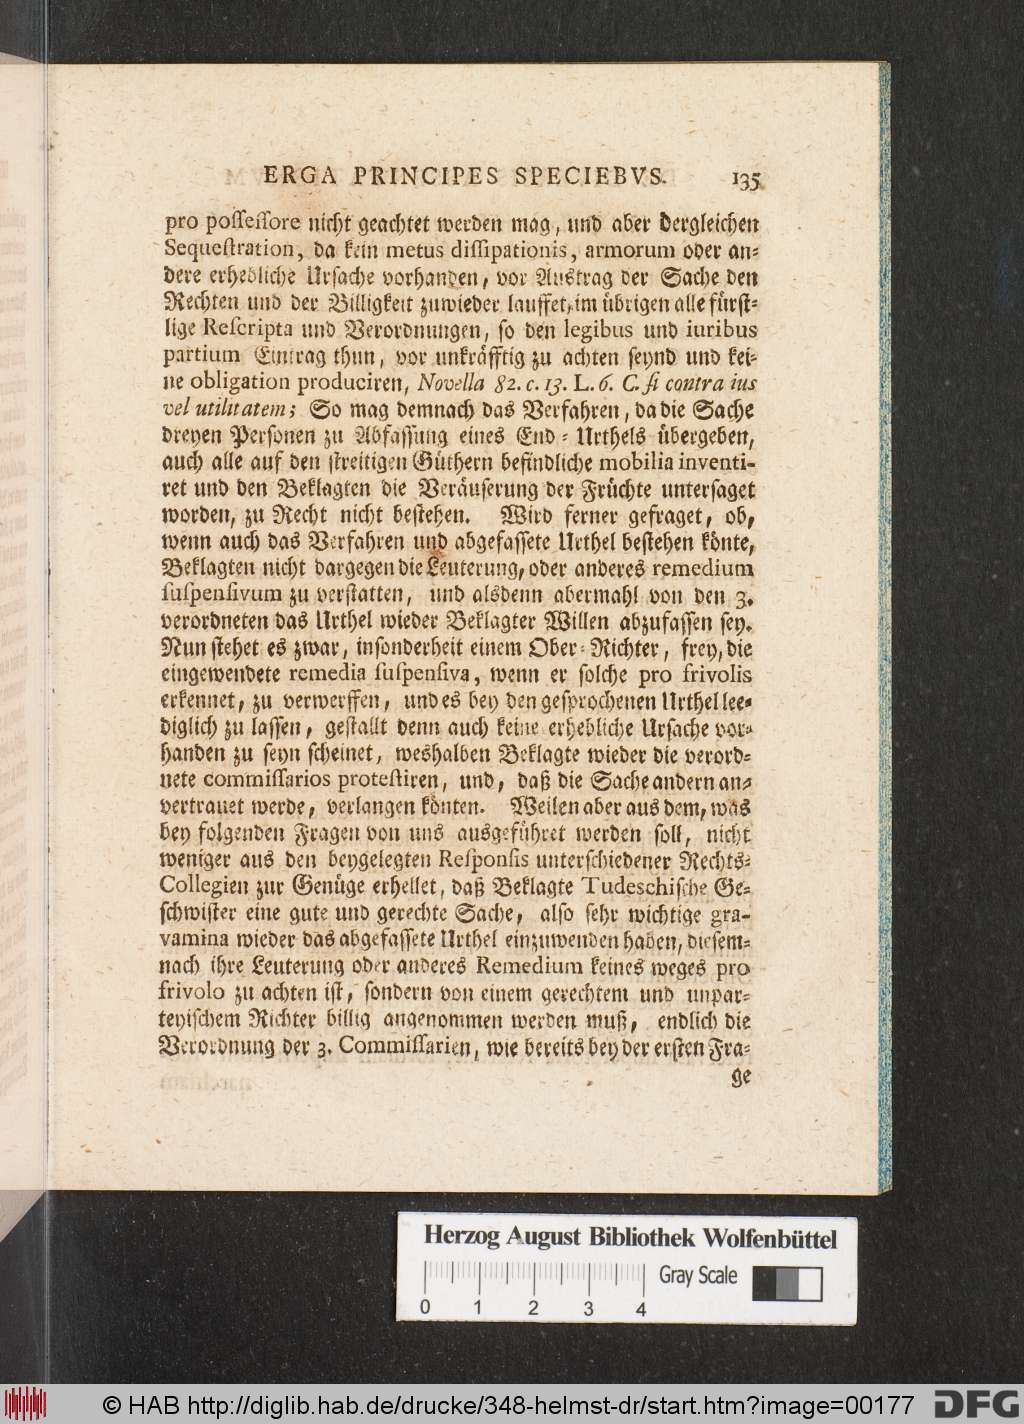 ERGA PRINCIPES SPECIEBVS. 135
pro poſſeſſore nicht geachtet werden mag, und aber dergleichen
Sequeſtration, da kein metus diſſipationis, armorum oder an⸗
dere erhebliche Urſache vorhanden, vor Austrag der Sache den
Rechten und der Billigkeit zuwieder lauffet, im übrigen alle fürſt⸗
lige Reſcripta und Verordnungen, ſo den legibus und iuribus
partium Eintrag thun, vor unkräfftig zu achten ſeynd und kei⸗
ne obligation produciren, Novella 82. c. 13. L. 6. C. ſi contra ius
vel utilitatem; So mag demnach das Verfahren, da die Sache
dreyen Perſonen zu Abfaſſung eines End⸗Urthels übergeben,
auch alle auf den ſtreitigen Güthern befindliche mobilia inventi-
ret und den Beklagten die Veräuſerung der Früchte unterſaget
worden, zu Recht nicht beſtehen. Wird ferner gefraget, ob,
wenn auch das Verfahren und abgefaſſete Urthel beſtehen könte,
Beklagten nicht dargegen die Leuterung, oder anderes remedium
ſuſpenſivum zu verſtatten, und alsdenn abermahl von den 3.
verordneten das Urthel wieder Beklagter Willen abzufaſſen ſey.
Nun ſtehet es zwar, inſonderheit einem Ober⸗Richter, frey, die
eingewendete remedia ſuſpenſiva, wenn er ſolche pro frivolis
erkennet, zu verwerffen, und es bey den geſprochenen Urthel lee⸗
diglich zu laſſen, geſtallt denn auch keine erhebliche Urſache vor⸗
handen zu ſeyn ſcheinet, weshalben Beklagte wieder die verord⸗
nete commiſſarios proteſtiren, und, daß die Sache andern an⸗
vertrauet werde, verlangen könten. Weilen aber aus dem, was
bey folgenden Fragen von uns ausgeführet werden ſoll, nicht
weniger aus den beygelegten Reſponſis unterſchiedener Rechts⸗
Collegien zur Genüge erhellet, daß Beklagte Tudeschiſche Ge⸗
ſchwiſter eine gute und gerechte Sache, alſo ſehr wichtige gra-
vamina wieder das abgefaſſete Urthel einzuwenden haben, dieſem⸗
nach ihre Leuterung oder anderes Remedium keines weges pro
frivolo zu achten iſt, ſondern von einem gerechtem und unpar⸗
teyiſchem Richter billig angenommen werden muß, endlich die
Verordnung der 3. Commiſſarien, wie bereits bey der erſten Fra⸗
ge
Herzog August Bibliothek Wolfenbüttel
Gray Scale
0 1 2 3 4
© HAB http://diglib.hab.de/drucke/348-helmst-dr/start.htm?image=00177 DFG